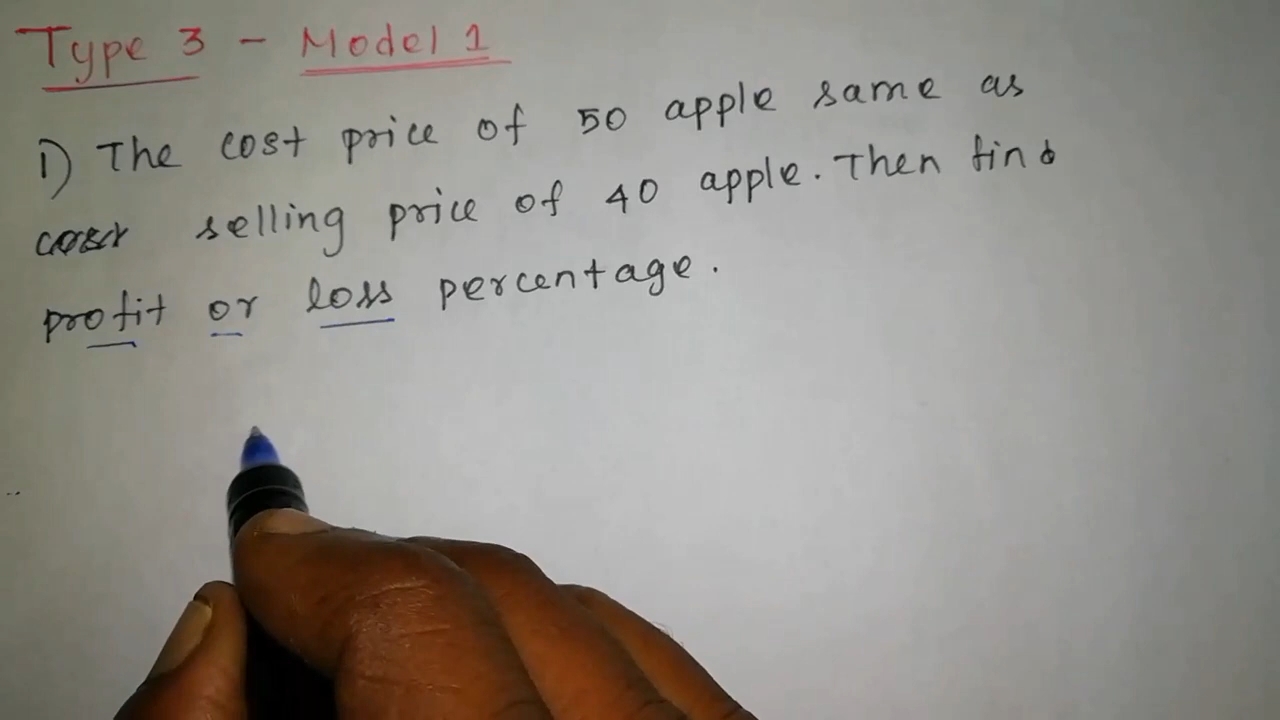 Type 3 - Model 1
1) The cost price of 50 apple same as
selling price of 40 apple. Then find
profit or loss percentage.